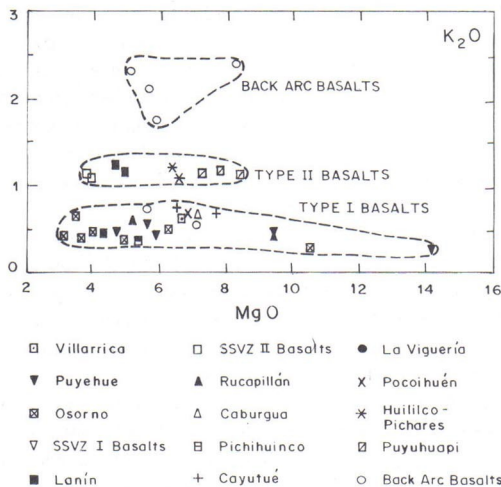 3
K₂O
BACK ARC BASALTS
2
TYPE II BASALTS
1
TYPE I BASALTS
0
2 4 6 8 10 12 14 16
MgO
Villarrica
SSVZ II Basalts
La Viguería
Puyehue
Rucapillán
Pocoihuén
Osorno
Caburgua
Huililco-
Pichares
SSVZ I Basalts
Pichihuinco
Puyuhuapi
Lanín
Cayutué
Back Arc Basalts